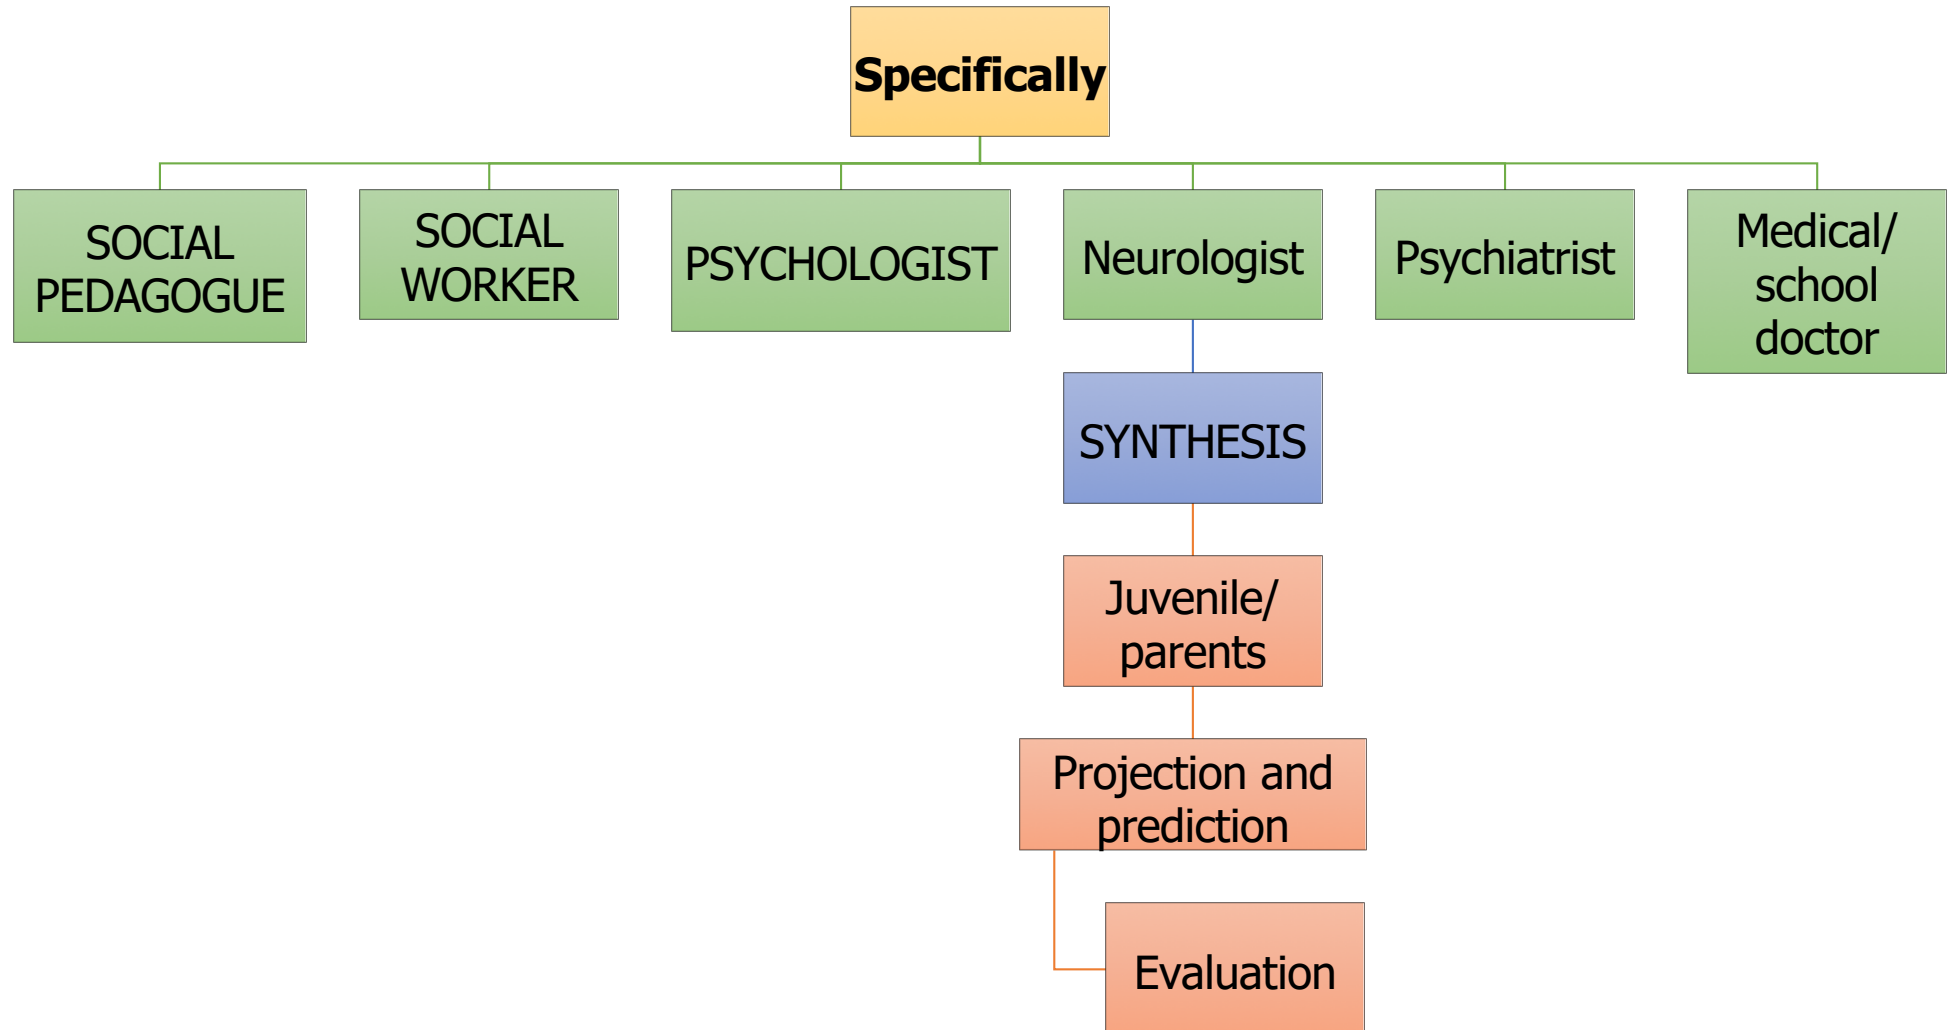 Specifically
SOCIAL
PEDAGOGUE
SOCIAL
WORKER
PSYCHOLOGIST
Neurologist
Psychiatrist
Medical/
school
doctor
SYNTHESIS
Juvenile/
parents
Projection and
prediction
Evaluation